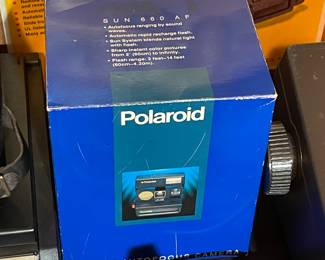 SUN 660 AF
• Autofocus ranging by sound
waves.
• Automatic rapid recharge flash.
• Sun System blends natural light
with flash.
• Sharp instant color pictures
from 2' (60cm) to infinity.
• Flash range: 2 feet–14 feet
(60cm–4.20m).
Polaroid
AUTOFOCUS CAMERA